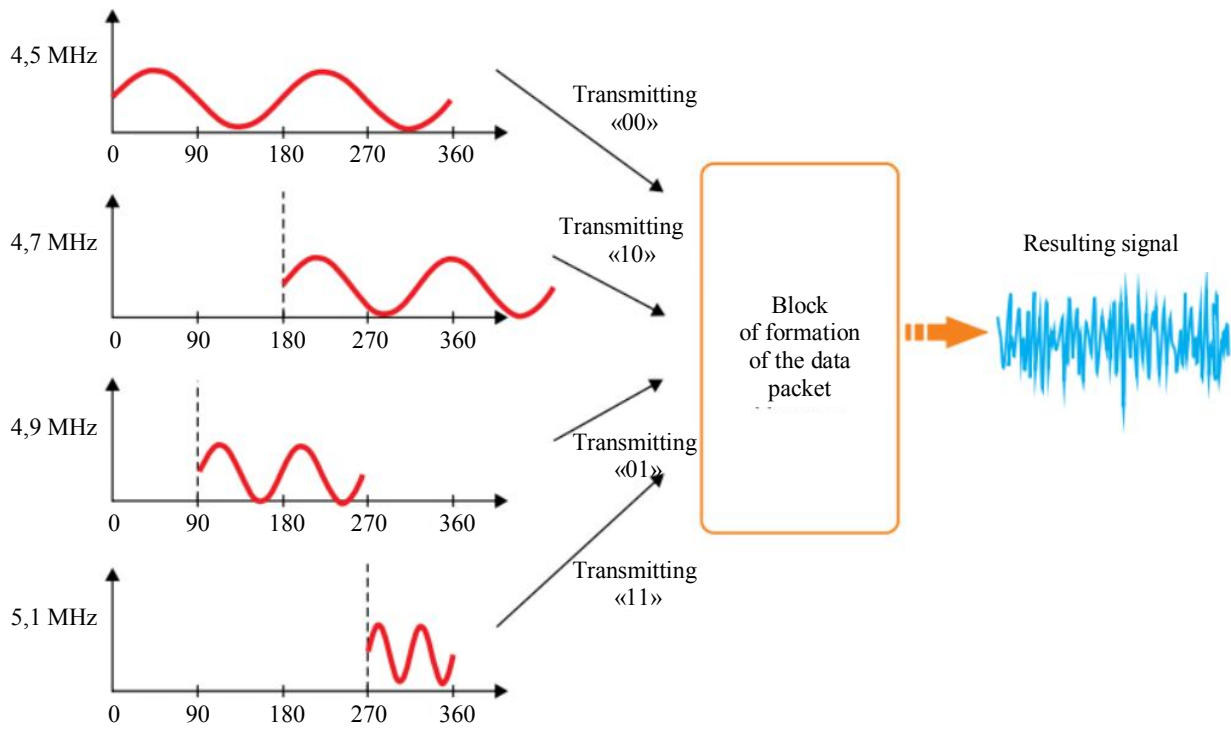 4,5 MHz
0 90 180 270 360
Transmitting
«00»
4,7 MHz
0 90 180 270 360
Transmitting
«10»
4,9 MHz
0 90 180 270 360
Transmitting
«01»
5,1 MHz
0 90 180 270 360
Transmitting
«11»
Block
of formation
of the data
packet
Resulting signal